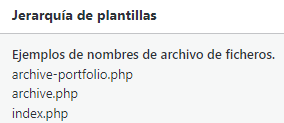 Jerarquía de plantillas
Ejemplos de nombres de archivo de ficheros.
archive-portfolio.php
archive.php
index.php